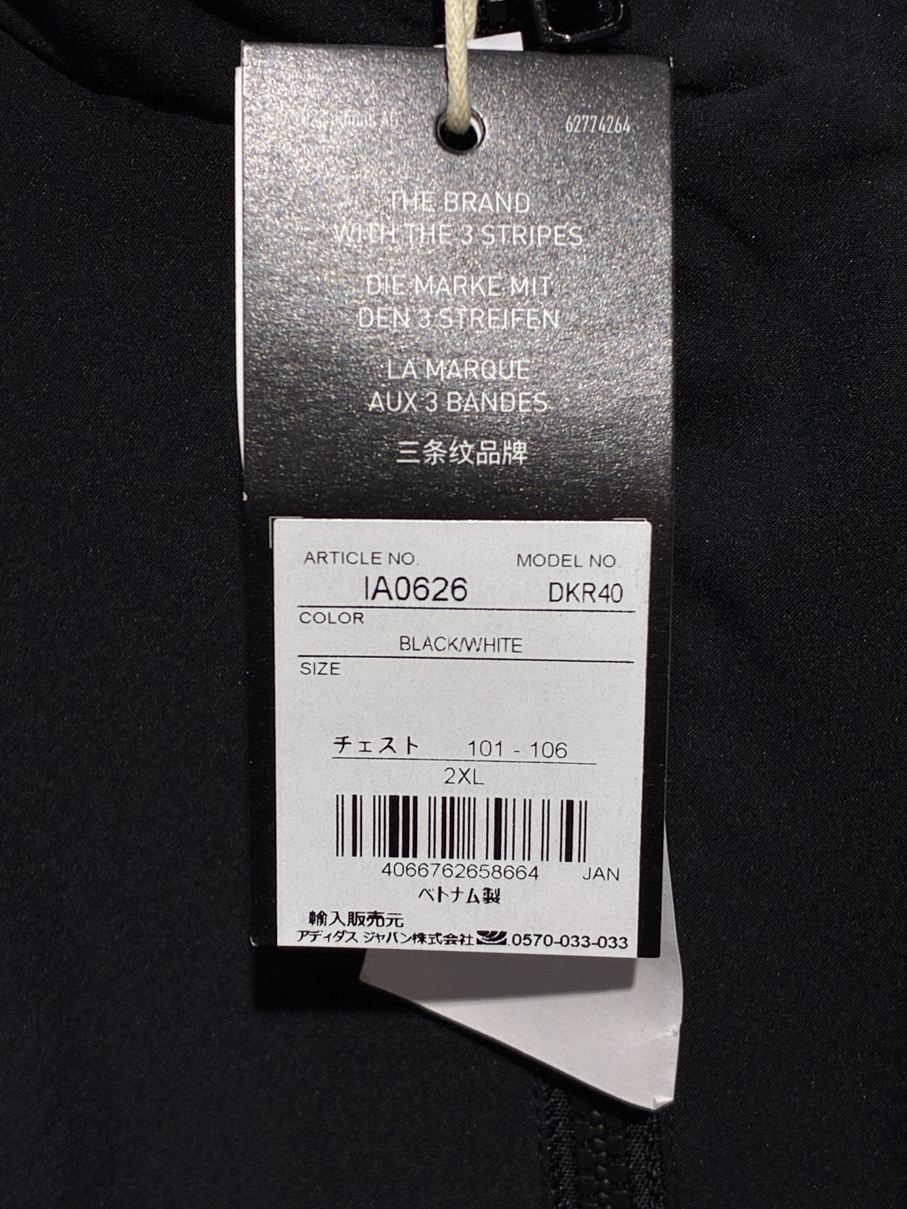 62774264
THE BRAND
WITH THE 3 STRIPES
DIE MARKE MIT
DEN 3 STREIFEN
LA MARQUE
AUX 3 BANDES
三条纹品牌
ARTICLE NO. MODEL NO.
IA0626 DKR40
COLOR
BLACK/WHITE
SIZE
チェスト 101 - 106
2XL
4066762658664 JAN
ベトナム製
輸入販売元
アディダス ジャパン株式会社 0570-033-033